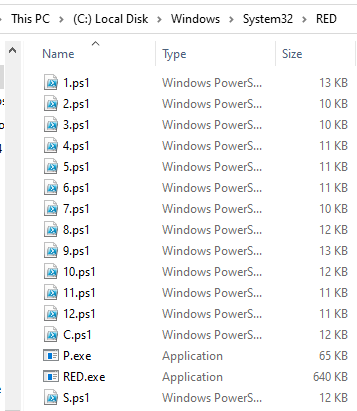 This PC > (C:) Local Disk > Windows > System32 > RED
Name Type Size
1.ps1 Windows PowerS... 13 KB
2.ps1 Windows PowerS... 10 KB
3.ps1 Windows PowerS... 10 KB
4.ps1 Windows PowerS... 11 KB
5.ps1 Windows PowerS... 11 KB
6.ps1 Windows PowerS... 11 KB
7.ps1 Windows PowerS... 10 KB
8.ps1 Windows PowerS... 12 KB
9.ps1 Windows PowerS... 13 KB
10.ps1 Windows PowerS... 12 KB
11.ps1 Windows PowerS... 11 KB
12.ps1 Windows PowerS... 11 KB
C.ps1 Windows PowerS... 12 KB
P.exe Application 65 KB
RED.exe Application 640 KB
S.ps1 Windows PowerS... 12 KB